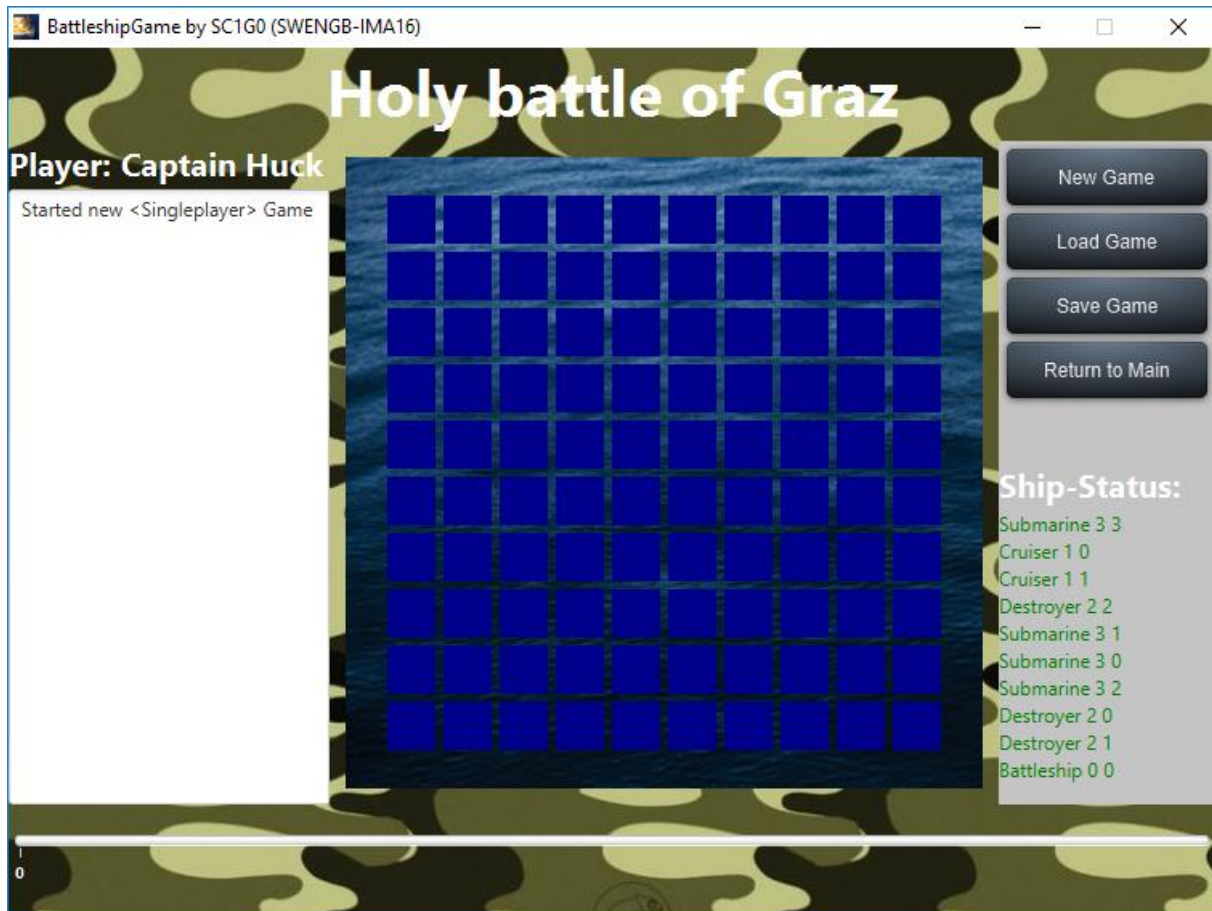 BattleshipGame by SC1G0 (SWENGB-IMA16)
Holy battle of Graz
Player: Captain Huck
Started new <Singleplayer> Game
New Game
Load Game
Save Game
Return to Main
Ship-Status:
Submarine 3 3
Cruiser 1 0
Cruiser 1 1
Destroyer 2 2
Submarine 3 1
Submarine 3 0
Submarine 3 2
Destroyer 2 0
Destroyer 2 1
Battleship 0 0
0